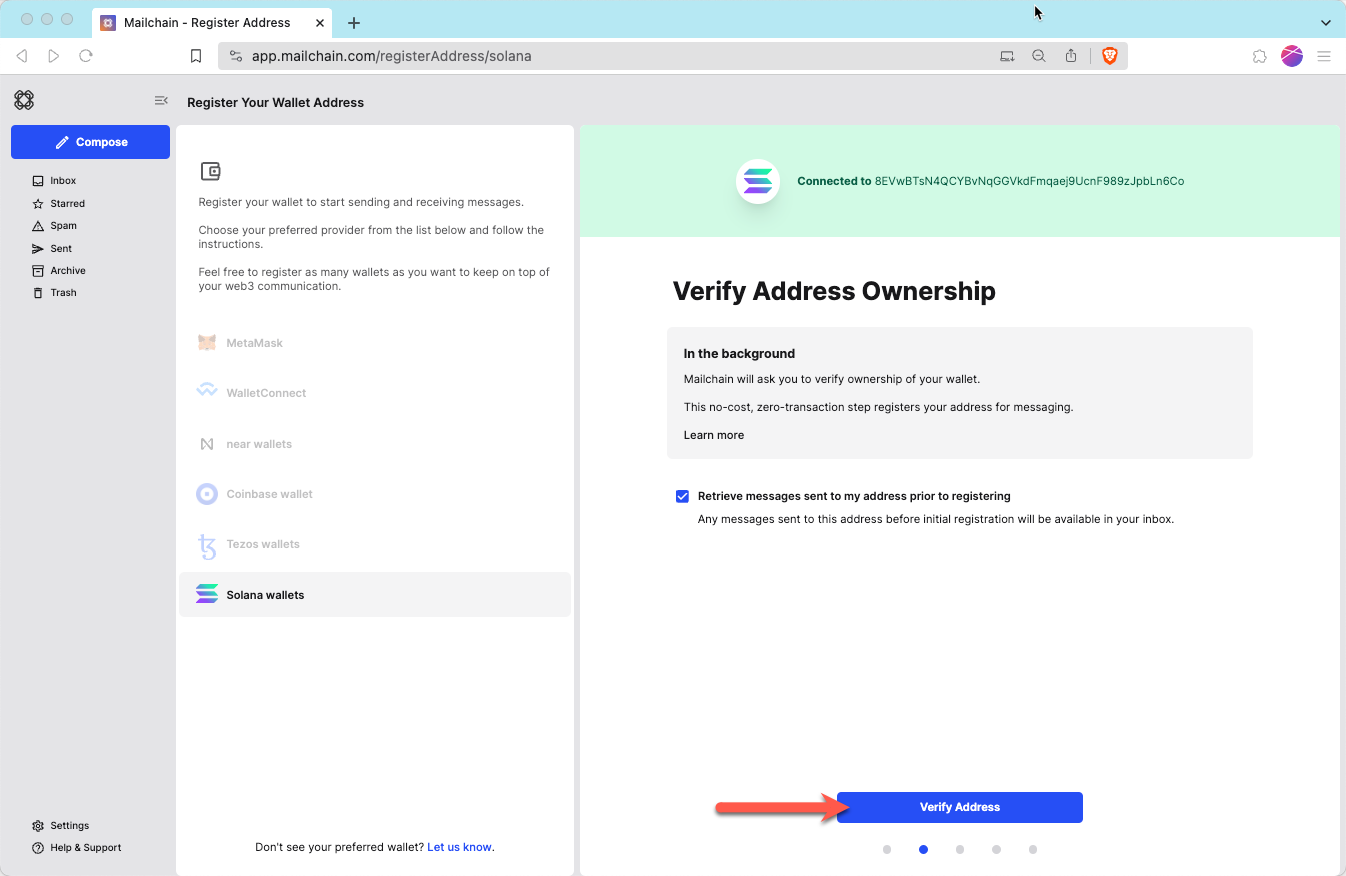 Mailchain - Register Address
app.mailchain.com/registerAddress/solana
Register Your Wallet Address
Compose
Inbox
Starred
Spam
Sent
Archive
Trash
Settings
Help & Support
Register your wallet to start sending and receiving messages.
Choose your preferred provider from the list below and follow the
instructions.
Feel free to register as many wallets as you want to keep on top of
your web3 communication.
MetaMask
WalletConnect
near wallets
Coinbase wallet
Tezos wallets
Solana wallets
Don't see your preferred wallet? Let us know.
Connected to 8EVwBTsN4QCYBvNqGGVkdFmqaej9UcnF989zJpbLn6Co
Verify Address Ownership
In the background
Mailchain will ask you to verify ownership of your wallet.
This no-cost, zero-transaction step registers your address for messaging.
Learn more
Retrieve messages sent to my address prior to registering
Any messages sent to this address before initial registration will be available in your inbox.
Verify Address